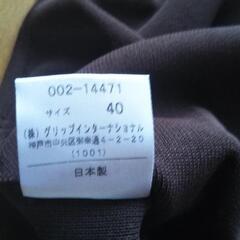 002-14471
サイズ 40
(株)グリップインターナショナル
神戸市中央区御幸通4-2-20
(1001)
日本製